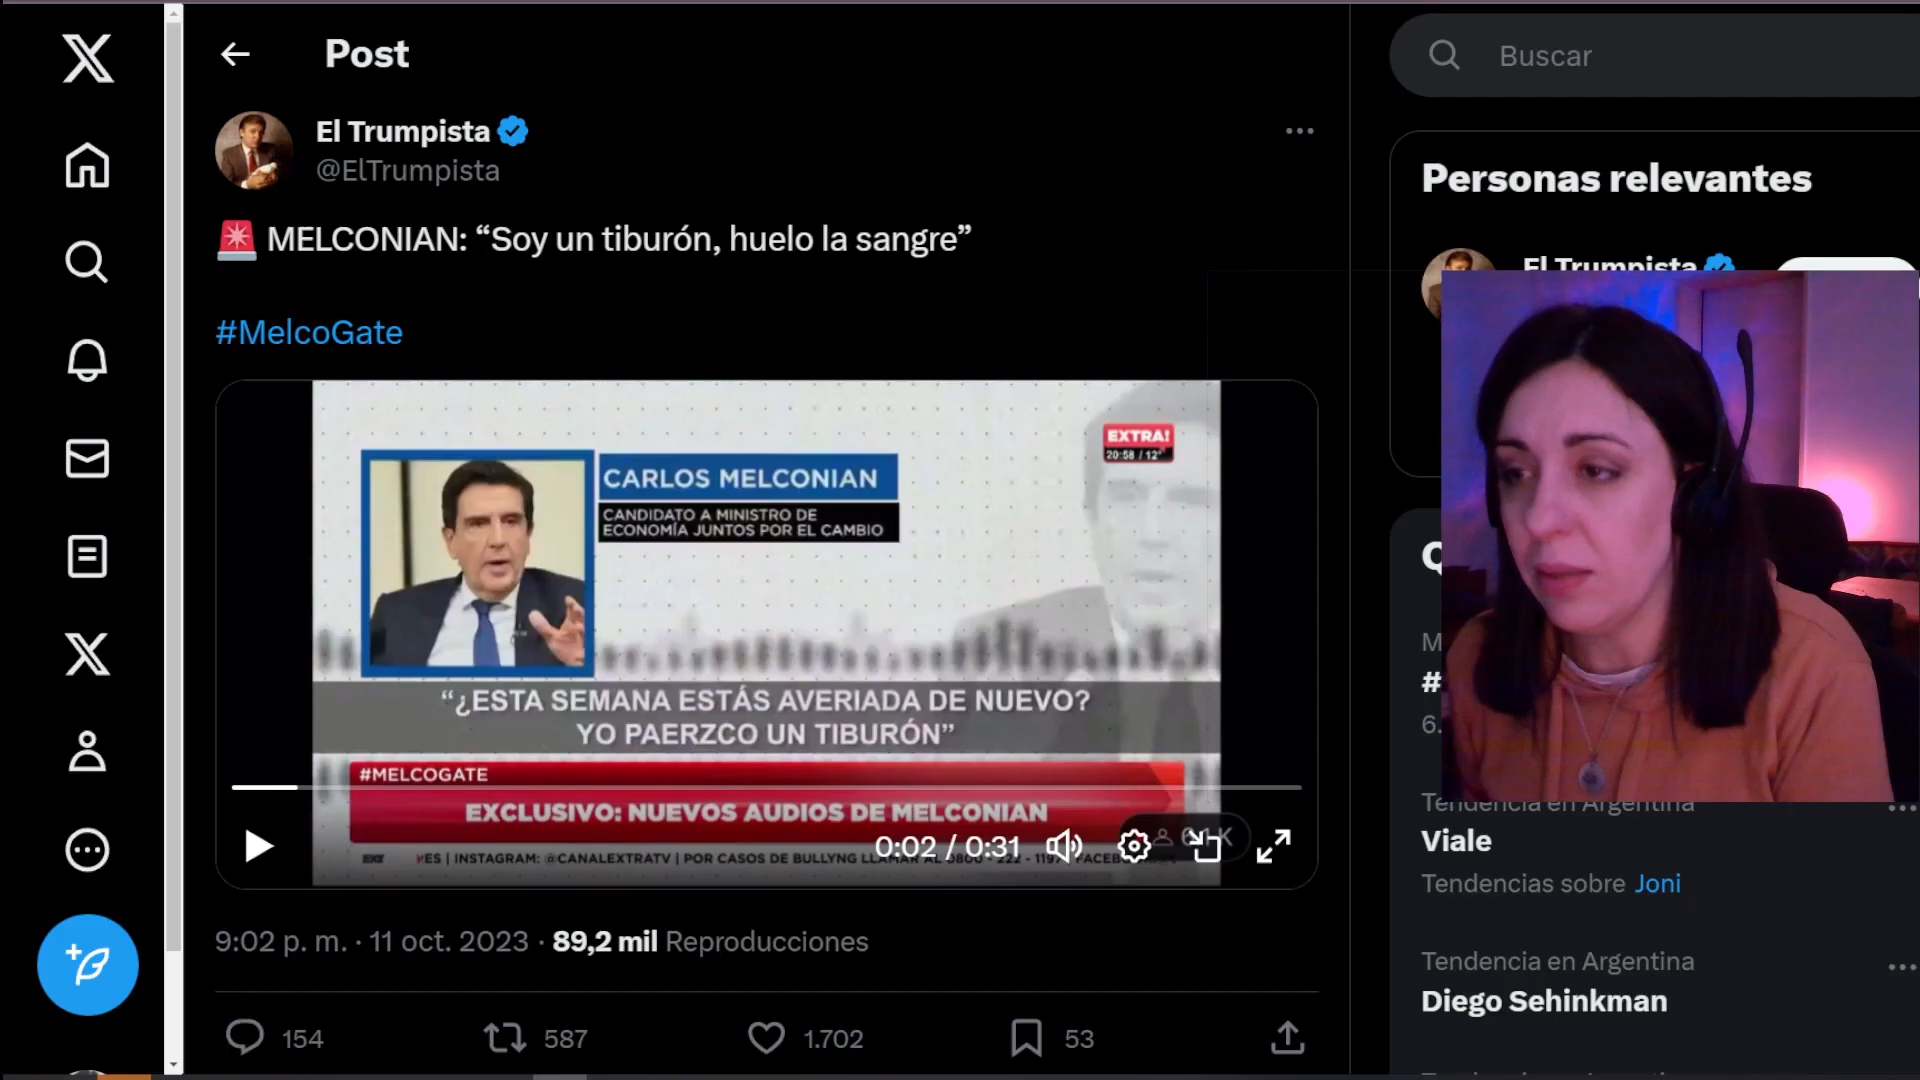 Post
Buscar
El Trumpista
@ElTrumpista
🚨 MELCONIAN: “Soy un tiburón, huelo la sangre”
#MelcoGate
EXTRA!
20:58 / 12°
CARLOS MELCONIAN
CANDIDATO A MINISTRO DE
ECONOMÍA JUNTOS POR EL CAMBIO
“¿ESTA SEMANA ESTÁS AVERIADA DE NUEVO?
YO PAERZCO UN TIBURÓN”
#MELCOGATE
EXCLUSIVO: NUEVOS AUDIOS DE MELCONIAN
0:02 / 0:31
| INSTAGRAM: @CANALEXTRATV | POR CASOS DE BULLYNG LLAMAR AL 0800 - 222 -
9:02 p. m. · 11 oct. 2023 · 89,2 mil Reproducciones
154
587
1.702
53
Personas relevantes
El Trumpista
#
6.
Tendencia en Argentina
Viale
Tendencias sobre Joni
Tendencia en Argentina
Diego Sehinkman